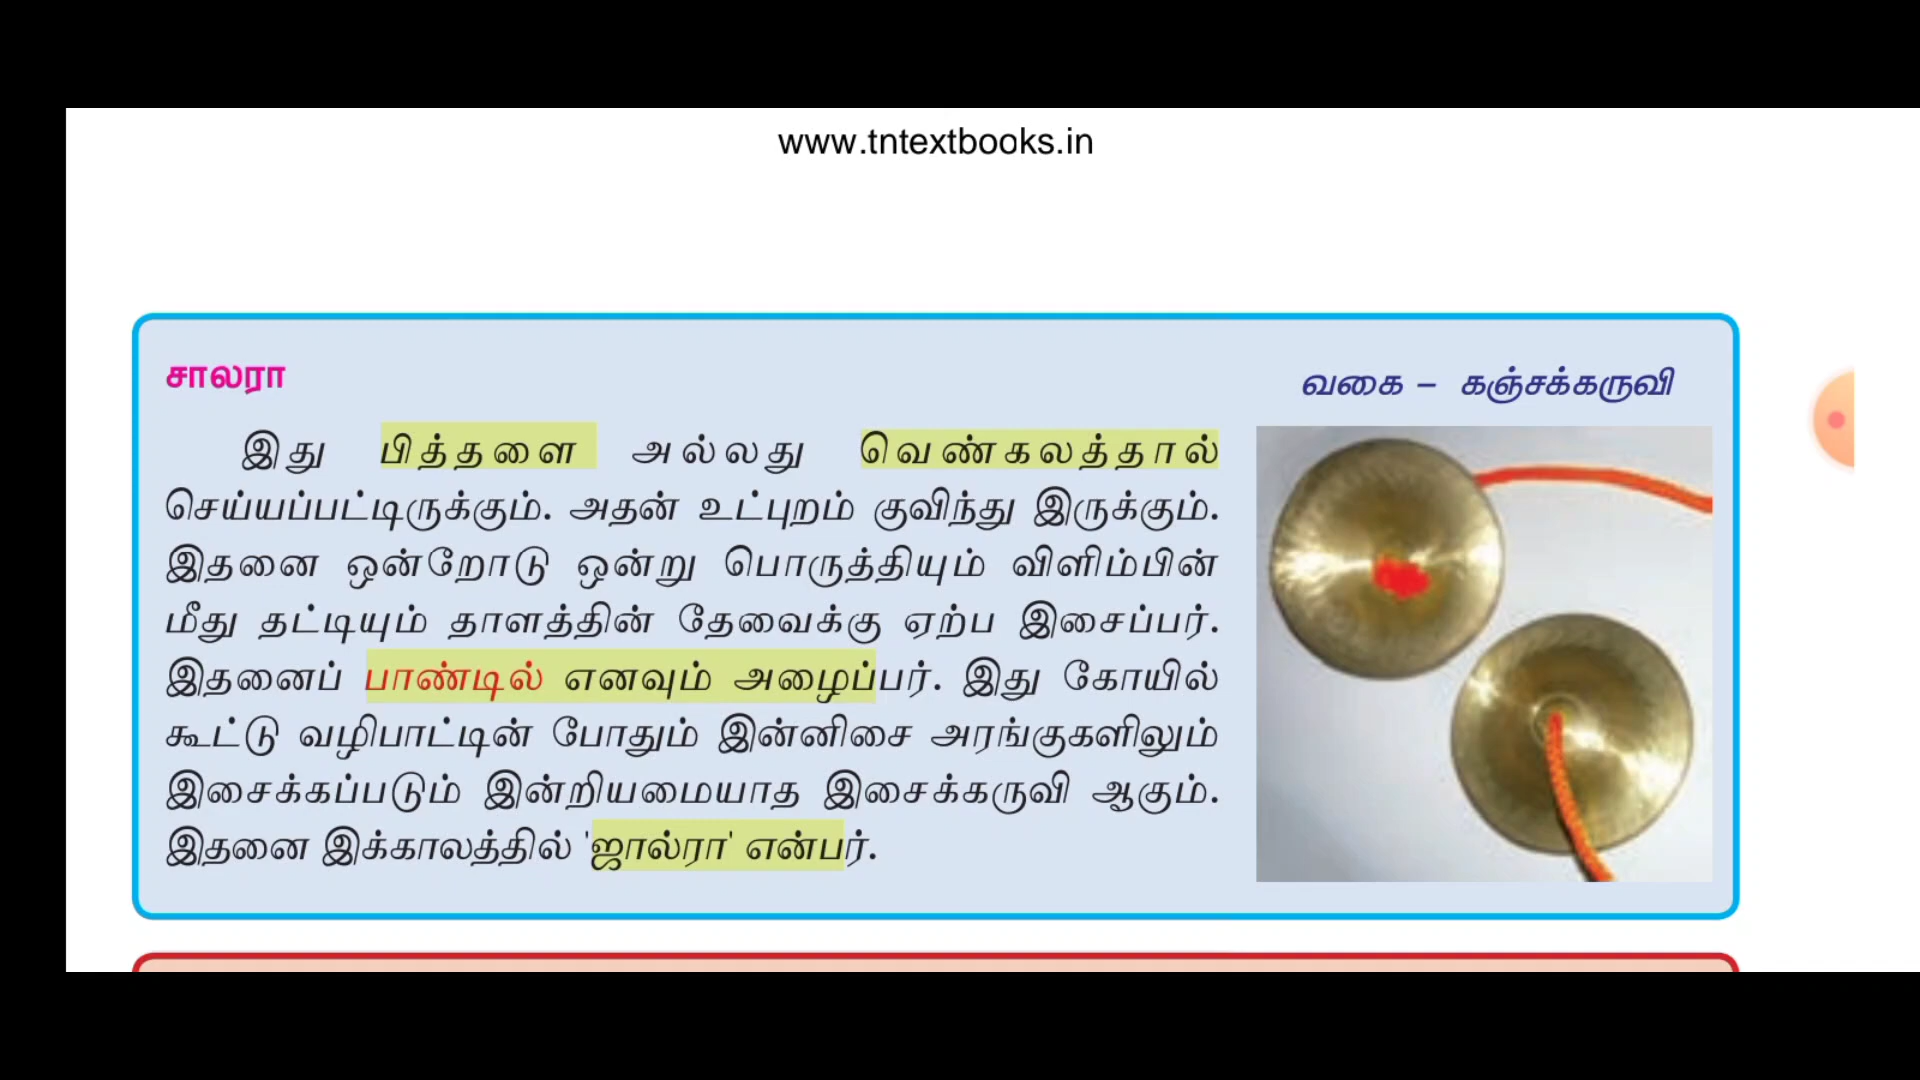 www.tntextbooks.in
சாலரா
வகை – கஞ்சக்கருவி
இது பித்தளை அல்லது வெண்கலத்தால்
செய்யப்பட்டிருக்கும். அதன் உட்புறம் குவிந்து இருக்கும்.
இதனை ஒன்றோடு ஒன்று பொருத்தியும் விளிம்பின்
மீது தட்டியும் தாளத்தின் தேவைக்கு ஏற்ப இசைப்பர்.
இதனைப் பாண்டில் எனவும் அழைப்பர். இது கோயில்
கூட்டு வழிபாட்டின் போதும் இன்னிசை அரங்குகளிலும்
இசைக்கப்படும் இன்றியமையாத இசைக்கருவி ஆகும்.
இதனை இக்காலத்தில் 'ஜால்ரா' என்பர்.